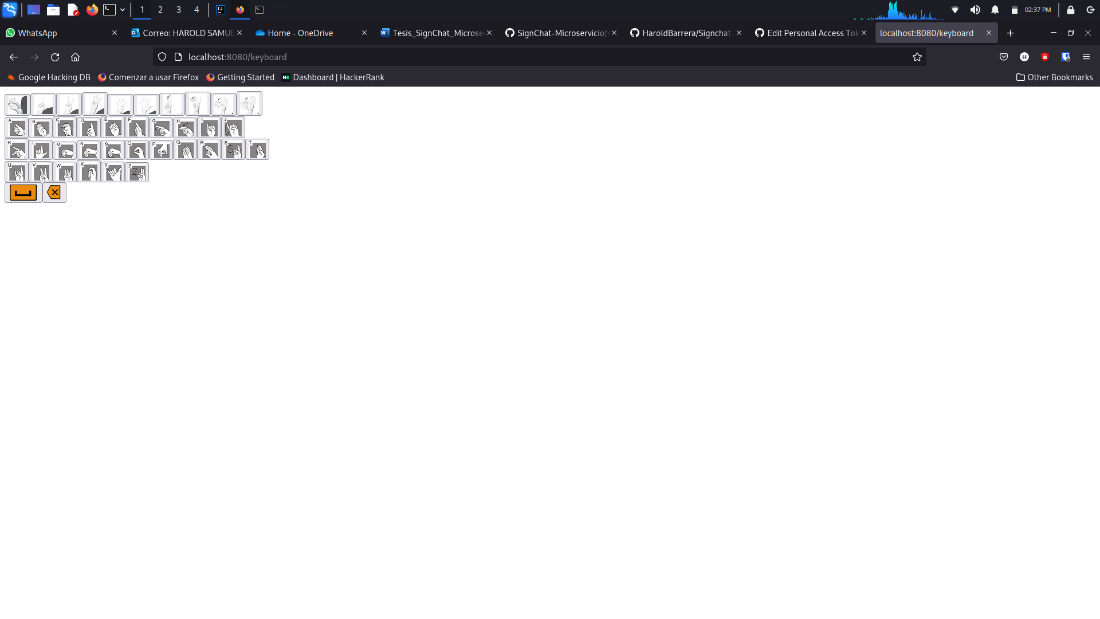 1 2 3 4 02:37 PM
WhatsApp Correo: HAROLD SAMUE Home - OneDrive Tesis_SignChat_Microse SignChat-Microservicio/ HaroldBarrera/Signchat Edit Personal Access To localhost:8080/keyboard
localhost:8080/keyboard
Google Hacking DB Comenzar a usar Firefox Getting Started Dashboard | HackerRank Other Bookmarks